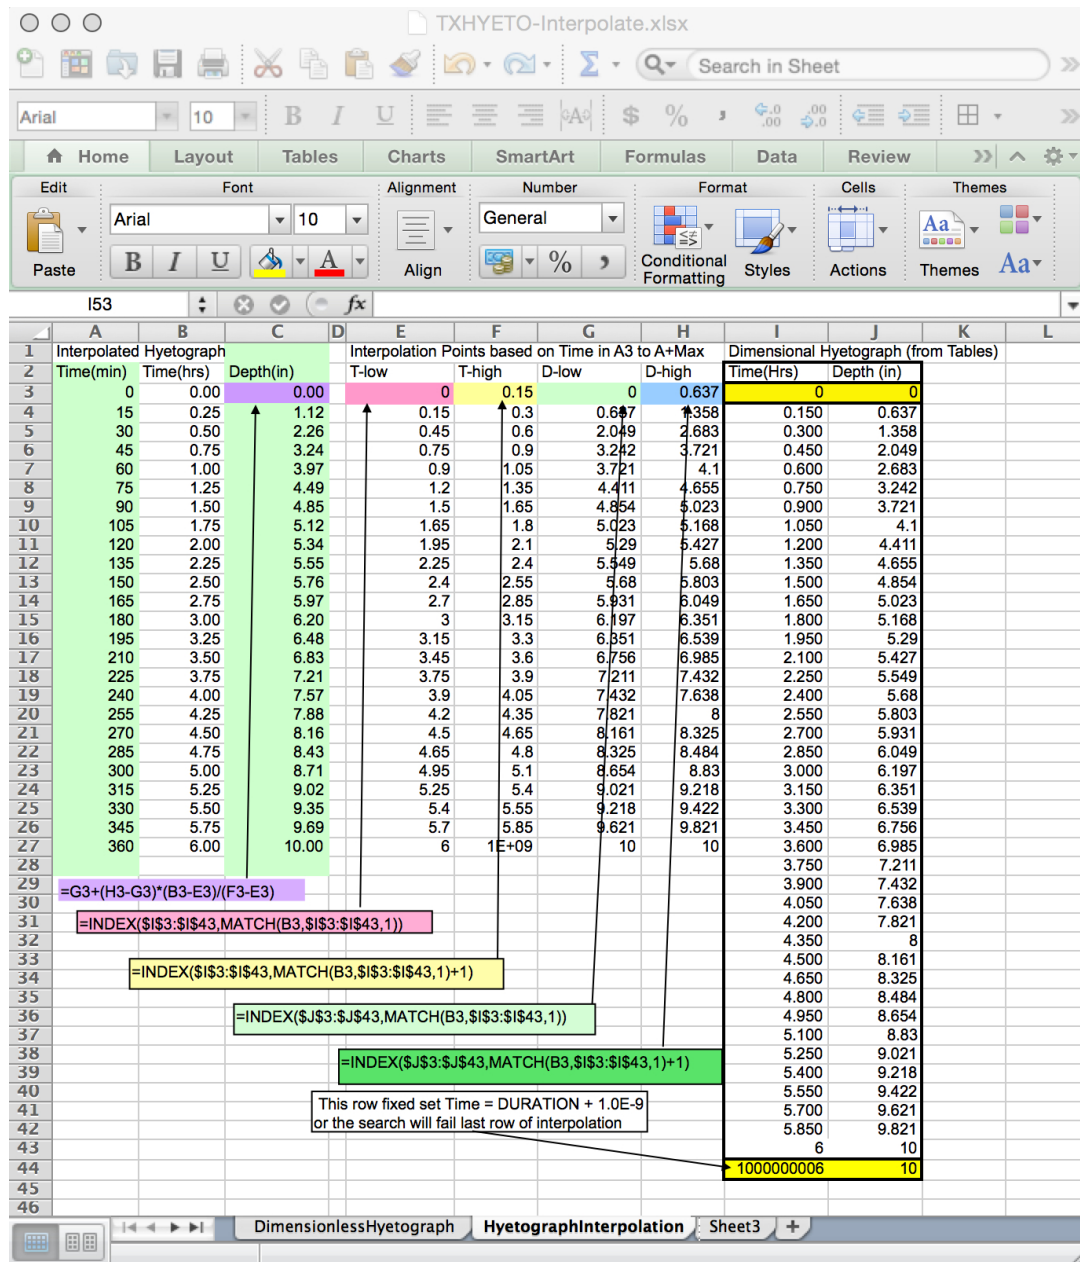 TXHYETO-Interpolate.xlsx
Search in Sheet
Arial 10 B I U A $ % , .0 .00 .00 .0
Home Layout Tables Charts SmartArt Formulas Data Review
Edit Font Alignment Number Format Cells Themes
Arial 10 General Aa
B I U A % ,
Paste Align Conditional Formatting Styles Actions Themes Aa
I53 fx
A B C D E F G H I J K L
1 Interpolated Hyetograph Interpolation Points based on Time in A3 to A+Max Dimensional Hyetograph (from Tables)
2 Time(min) Time(hrs) Depth(in) T-low T-high D-low D-high Time(Hrs) Depth (in)
3 0 0.00 0.00 0 0.15 0 0.637 0 0
4 15 0.25 1.12 0.15 0.3 0.637 1.358 0.150 0.637
5 30 0.50 2.26 0.45 0.6 2.049 2.683 0.300 1.358
6 45 0.75 3.24 0.75 0.9 3.242 3.721 0.450 2.049
7 60 1.00 3.97 0.9 1.05 3.721 4.1 0.600 2.683
8 75 1.25 4.49 1.2 1.35 4.411 4.655 0.750 3.242
9 90 1.50 4.85 1.5 1.65 4.854 5.023 0.900 3.721
10 105 1.75 5.12 1.65 1.8 5.023 5.168 1.050 4.1
11 120 2.00 5.34 1.95 2.1 5.29 5.427 1.200 4.411
12 135 2.25 5.55 2.25 2.4 5.549 5.68 1.350 4.655
13 150 2.50 5.76 2.4 2.55 5.68 5.803 1.500 4.854
14 165 2.75 5.97 2.7 2.85 5.931 6.049 1.650 5.023
15 180 3.00 6.20 3 3.15 6.197 6.351 1.800 5.168
16 195 3.25 6.48 3.15 3.3 6.351 6.539 1.950 5.29
17 210 3.50 6.83 3.45 3.6 6.756 6.985 2.100 5.427
18 225 3.75 7.21 3.75 3.9 7.211 7.432 2.250 5.549
19 240 4.00 7.57 3.9 4.05 7.432 7.638 2.400 5.68
20 255 4.25 7.88 4.2 4.35 7.821 8 2.550 5.803
21 270 4.50 8.16 4.5 4.65 8.161 8.325 2.700 5.931
22 285 4.75 8.43 4.65 4.8 8.325 8.484 2.850 6.049
23 300 5.00 8.71 4.95 5.1 8.654 8.83 3.000 6.197
24 315 5.25 9.02 5.25 5.4 9.021 9.218 3.150 6.351
25 330 5.50 9.35 5.4 5.55 9.218 9.422 3.300 6.539
26 345 5.75 9.69 5.7 5.85 9.621 9.821 3.450 6.756
27 360 6.00 10.00 6 1E+09 10 10 3.600 6.985
28 3.750 7.211
29 =G3+(H3-G3)*(B3-E3)/(F3-E3) 3.900 7.432
30 4.050 7.638
31 =INDEX($I$3:$I$43,MATCH(B3,$I$3:$I$43,1)) 4.200 7.821
32 4.350 8
33 4.500 8.161
34 =INDEX($I$3:$I$43,MATCH(B3,$I$3:$I$43,1)+1) 4.650 8.325
35 4.800 8.484
36 =INDEX($J$3:$J$43,MATCH(B3,$I$3:$I$43,1)) 4.950 8.654
37 5.100 8.83
38 5.250 9.021
39 =INDEX($J$3:$J$43,MATCH(B3,$I$3:$I$43,1)+1) 5.400 9.218
40 5.550 9.422
41 This row fixed set Time = DURATION + 1.0E-9 5.700 9.621
42 or the search will fail last row of interpolation 5.850 9.821
43 6 10
44 1000000006 10
45
46
DimensionlessHyetograph HyetographInterpolation Sheet3 +